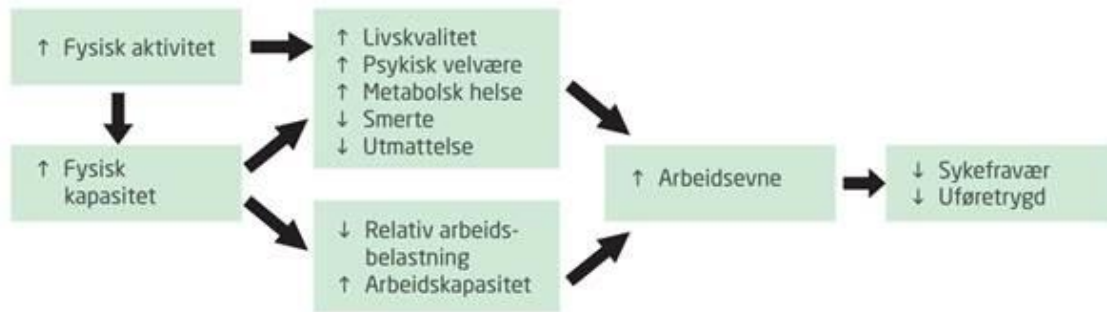 ↑ Fysisk aktivitet
↑ Fysisk
kapasitet
↑ Livskvalitet
↑ Psykisk velvære
↑ Metabolsk helse
↓ Smerte
↓ Utmattelse
↓ Relativ arbeids-
belastning
↑ Arbeidskapasitet
↑ Arbeidsevne
↓ Sykefravær
↓ Uføretrygd